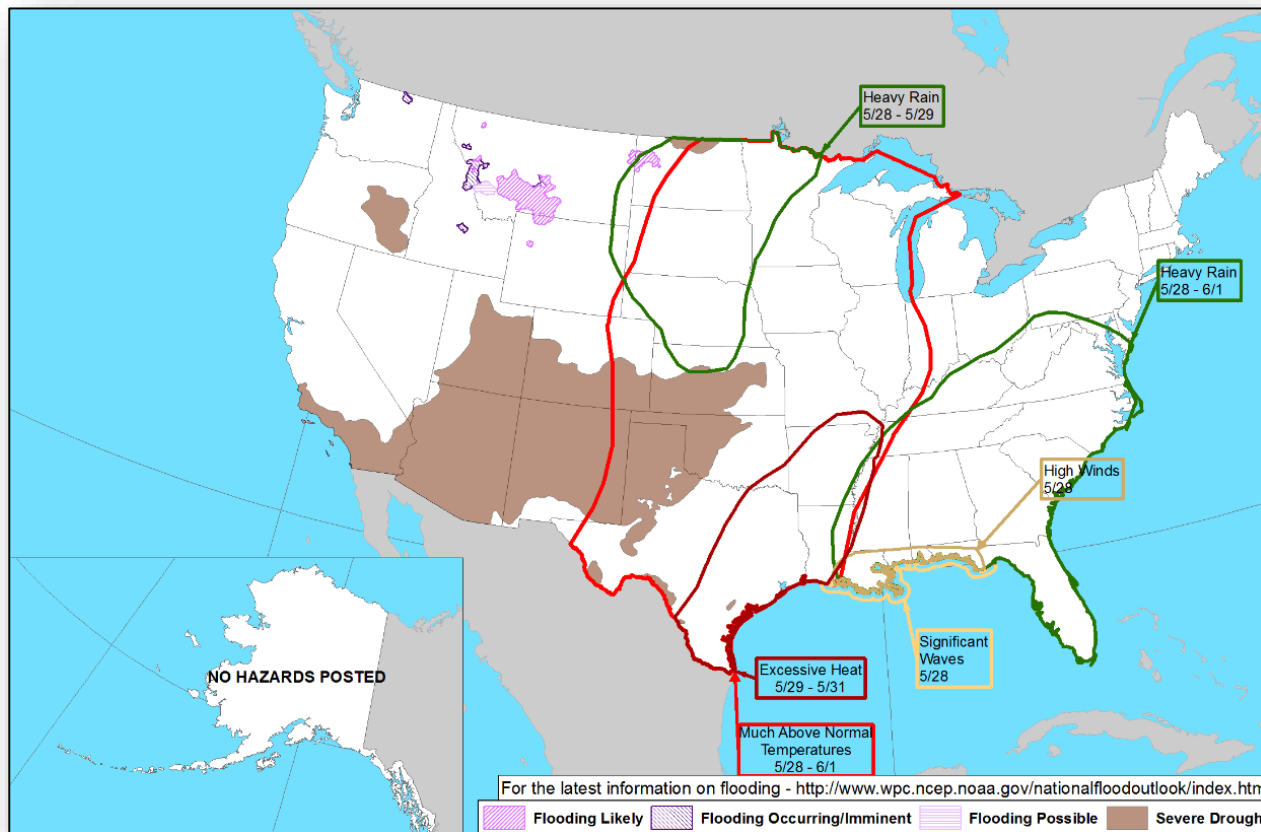 Heavy Rain
5/28 - 5/29
Heavy Rain
5/28 - 6/1
High Winds
5/28
Significant
Waves
5/28
NO HAZARDS POSTED
Excessive Heat
5/29 - 5/31
Much Above Normal
Temperatures
5/28 - 6/1
For the latest information on flooding - http://www.wpc.ncep.noaa.gov/nationalfloodoutlook/index.htm
Flooding Likely
Flooding Occurring/Imminent
Flooding Possible
Severe Drough